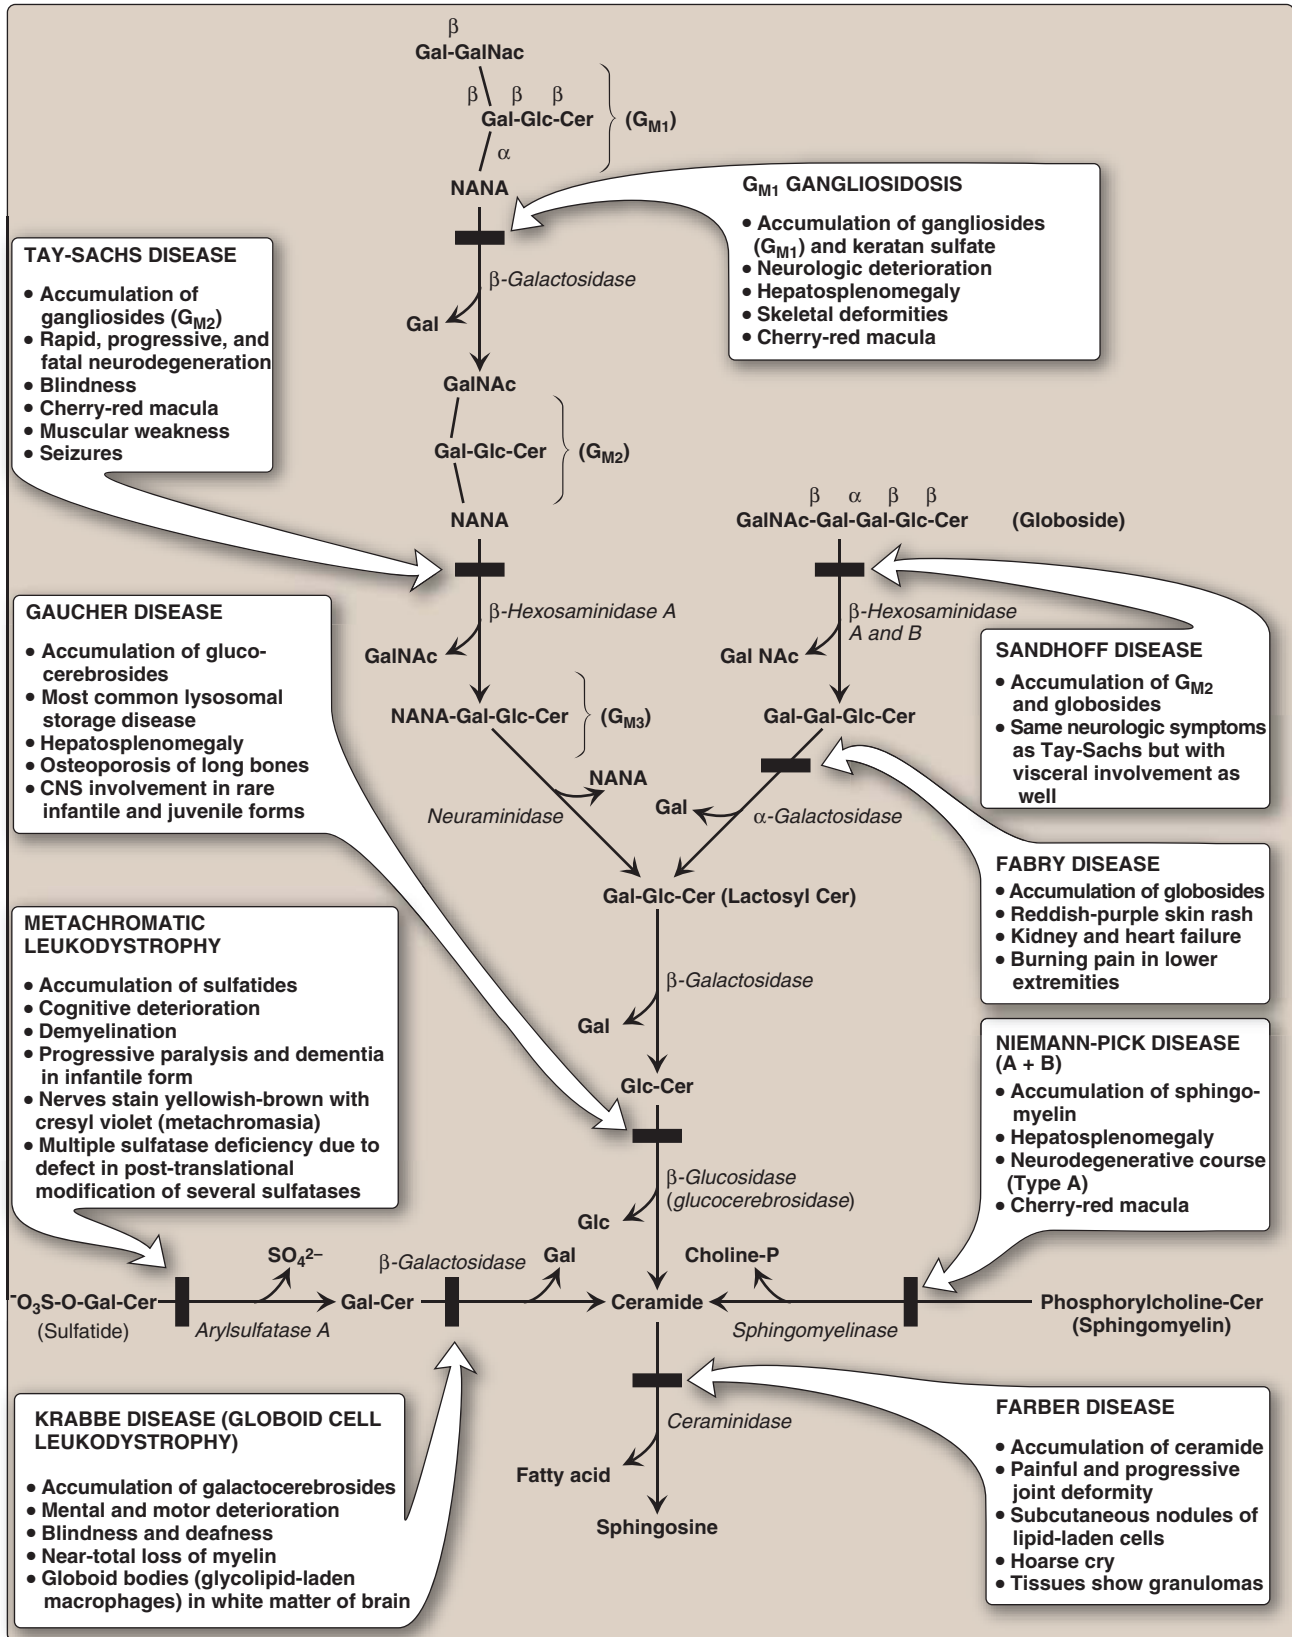 β
Gal-GalNac
β β β
Gal-Glc-Cer (GM1)
α
NANA
GM1 GANGLIOSIDOSIS
• Accumulation of gangliosides
(GM1) and keratan sulfate
• Neurologic deterioration
• Hepatosplenomegaly
• Skeletal deformities
• Cherry-red macula
TAY-SACHS DISEASE
• Accumulation of
gangliosides (GM2)
• Rapid, progressive, and
fatal neurodegeneration
• Blindness
• Cherry-red macula
• Muscular weakness
• Seizures
β-Galactosidase
Gal
GalNAc
Gal-Glc-Cer (GM2)
NANA
β α β β
GalNAc-Gal-Gal-Glc-Cer (Globoside)
β-Hexosaminidase A
GalNAc
β-Hexosaminidase
A and B
Gal NAc
SANDHOFF DISEASE
• Accumulation of GM2
and globosides
• Same neurologic symptoms
as Tay-Sachs but with
visceral involvement as
well
GAUCHER DISEASE
• Accumulation of gluco-
cerebrosides
• Most common lysosomal
storage disease
• Hepatosplenomegaly
• Osteoporosis of long bones
• CNS involvement in rare
infantile and juvenile forms
NANA-Gal-Glc-Cer (GM3)
Gal-Gal-Glc-Cer
NANA
Neuraminidase
Gal
α-Galactosidase
FABRY DISEASE
• Accumulation of globosides
• Reddish-purple skin rash
• Kidney and heart failure
• Burning pain in lower
extremities
Gal-Glc-Cer (Lactosyl Cer)
METACHROMATIC
LEUKODYSTROPHY
• Accumulation of sulfatides
• Cognitive deterioration
• Demyelination
• Progressive paralysis and dementia
in infantile form
• Nerves stain yellowish-brown with
cresyl violet (metachromasia)
• Multiple sulfatase deficiency due to
defect in post-translational
modification of several sulfatases
β-Galactosidase
Gal
Glc-Cer
NIEMANN-PICK DISEASE
(A + B)
• Accumulation of sphingo-
myelin
• Hepatosplenomegaly
• Neurodegenerative course
(Type A)
• Cherry-red macula
β-Glucosidase
(glucocerebrosidase)
Glc
SO₄²⁻
β-Galactosidase
Gal
Choline-P
⁻O₃S-O-Gal-Cer
(Sulfatide)
Arylsulfatase A
Gal-Cer
Ceramide
Sphingomyelinase
Phosphorylcholine-Cer
(Sphingomyelin)
KRABBE DISEASE (GLOBOID CELL
LEUKODYSTROPHY)
• Accumulation of galactocerebrosides
• Mental and motor deterioration
• Blindness and deafness
• Near-total loss of myelin
• Globoid bodies (glycolipid-laden
macrophages) in white matter of brain
Ceraminidase
Fatty acid
Sphingosine
FARBER DISEASE
• Accumulation of ceramide
• Painful and progressive
joint deformity
• Subcutaneous nodules of
lipid-laden cells
• Hoarse cry
• Tissues show granulomas